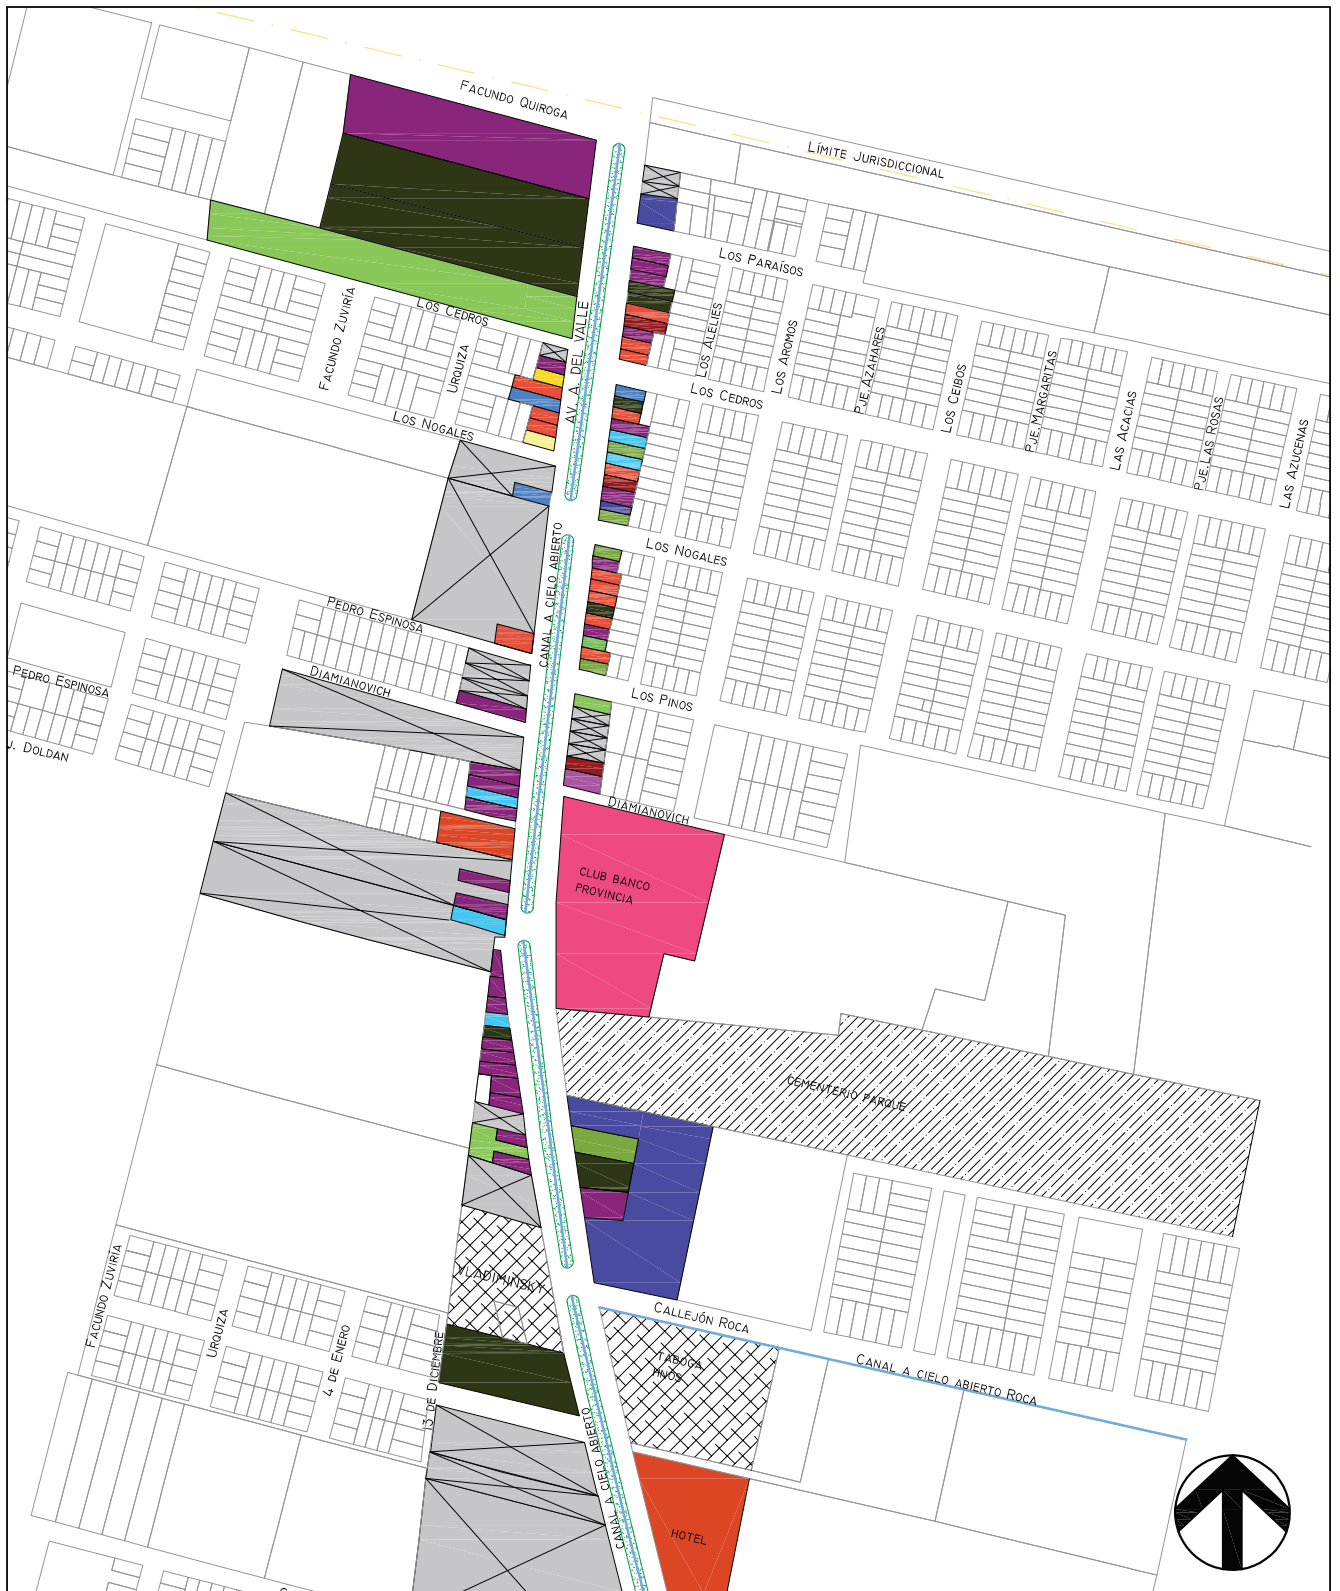 FACUNDO QUIROGA
LÍMITE JURISDICCIONAL
LOS PARAÍSOS
LOS CEDROS
FACUNDO ZUVIRÍA
URQUIZA
AV. A. DEL VALLE
LOS ALELIES
LOS AROMOS
PJE. AZAHARES
LOS CEIBOS
PJE. MARGARITAS
LAS ACACIAS
PJE. LAS ROSAS
LAS AZUCENAS
LOS CEDROS
LOS NOGALES
LOS NOGALES
CANAL A CIELO ABIERTO
PEDRO ESPINOSA
PEDRO ESPINOSA
DIAMIANOVICH
LOS PINOS
J. DOLDAN
DIAMIANOVICH
CLUB BANCO
PROVINCIA
CEMENTERIO PARQUE
VLADIMINSKY
FACUNDO ZUVIRÍA
URQUIZA
4 DE ENERO
13 DE DICIEMBRE
CALLEJÓN ROCA
TABOGA
HNOS
CANAL A CIELO ABIERTO ROCA
CANAL A CIELO ABIERTO
HOTEL